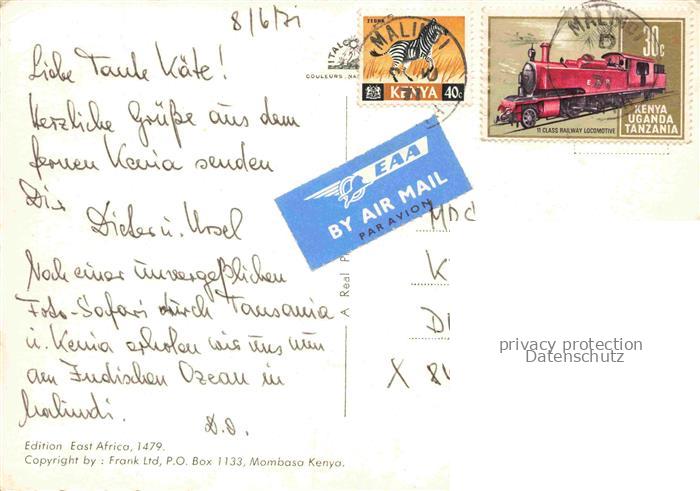 8/6/71
Liebe Tante Käte!
Herzliche Grüße aus dem
fernen Kenia senden
Dir
Dieter u. Ursel
Nach einer unvergeßlichen
Foto-Safari durch Tansania
u. Kenia erholen wir uns nun
am Indischen Ozean in
Malindi.
D.O.
Edition East Africa, 1479.
Copyright by : Frank Ltd, P.O. Box 1133, Mombasa Kenya.
A Real P
ZEBRA
MALINDI
KENYA 40c
MALINDI
30c
EAR
KENYA
UGANDA
TANZANIA
11 CLASS RAILWAY LOCOMOTIVE
EAA
BY AIR MAIL
PAR AVION
privacy protection
Datenschutz